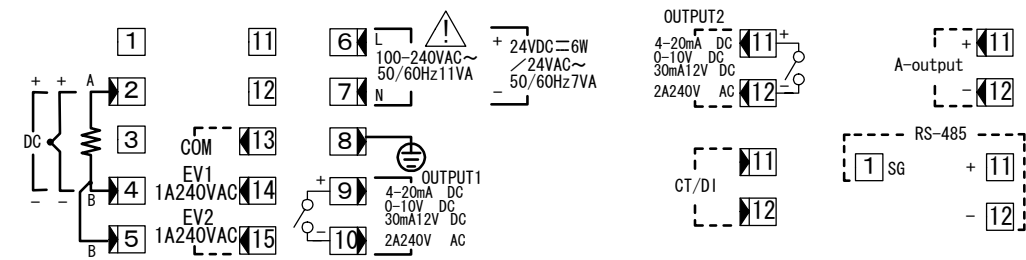 1
2
3
4
5
+ + A
DC
- - B
B
11
12
COM 13
EV1
1A240VAC 14
EV2
1A240VAC 15
6 L
100-240VAC~
50/60Hz11VA
7 N
+ 24VDC⎓6W
/24VAC~
- 50/60Hz7VA
8
OUTPUT1
+ 9 4-20mA DC
0-10V DC
30mA12V DC
- 10 2A240V AC
OUTPUT2
4-20mA DC 11 +
0-10V DC
30mA12V DC
2A240V AC 12 -
CT/DI
11
12
+ 11
A-output
- 12
RS-485
1 SG + 11
- 12